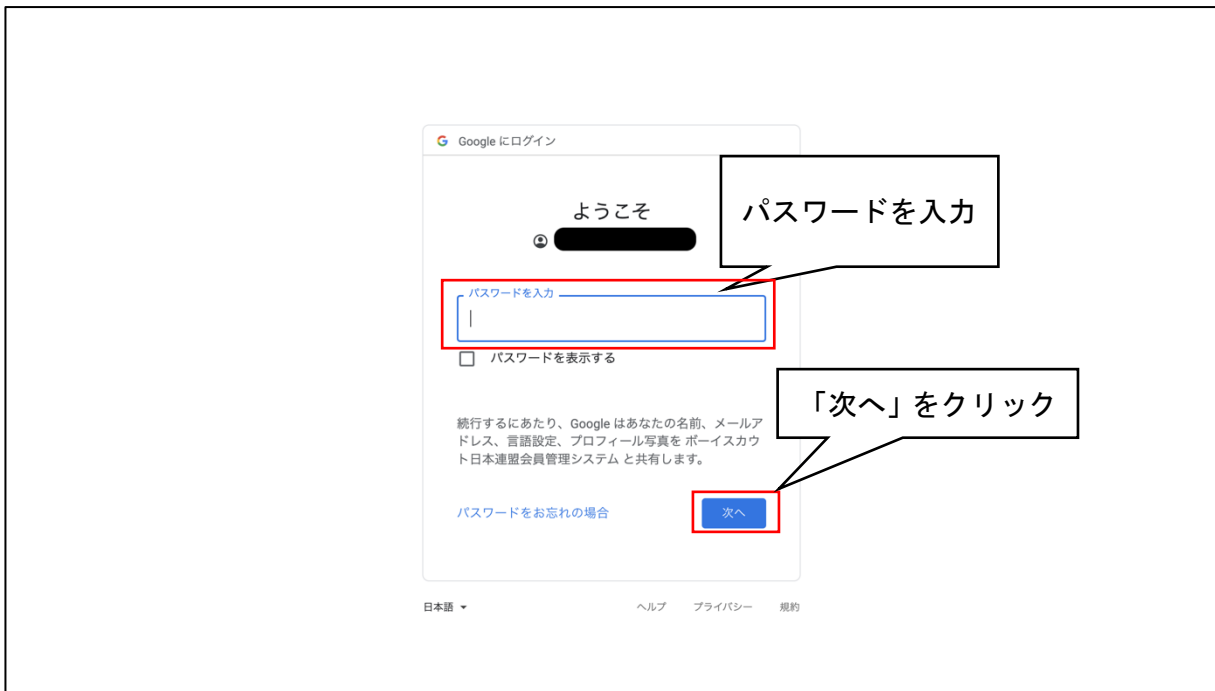 Google にログイン
ようこそ
パスワードを入力
パスワードを入力
パスワードを表示する
「次へ」をクリック
続行するにあたり、Google はあなたの名前、メールア
ドレス、言語設定、プロフィール写真を ボーイスカウ
ト日本連盟会員管理システム と共有します。
パスワードをお忘れの場合
次へ
日本語
ヘルプ プライバシー 規約